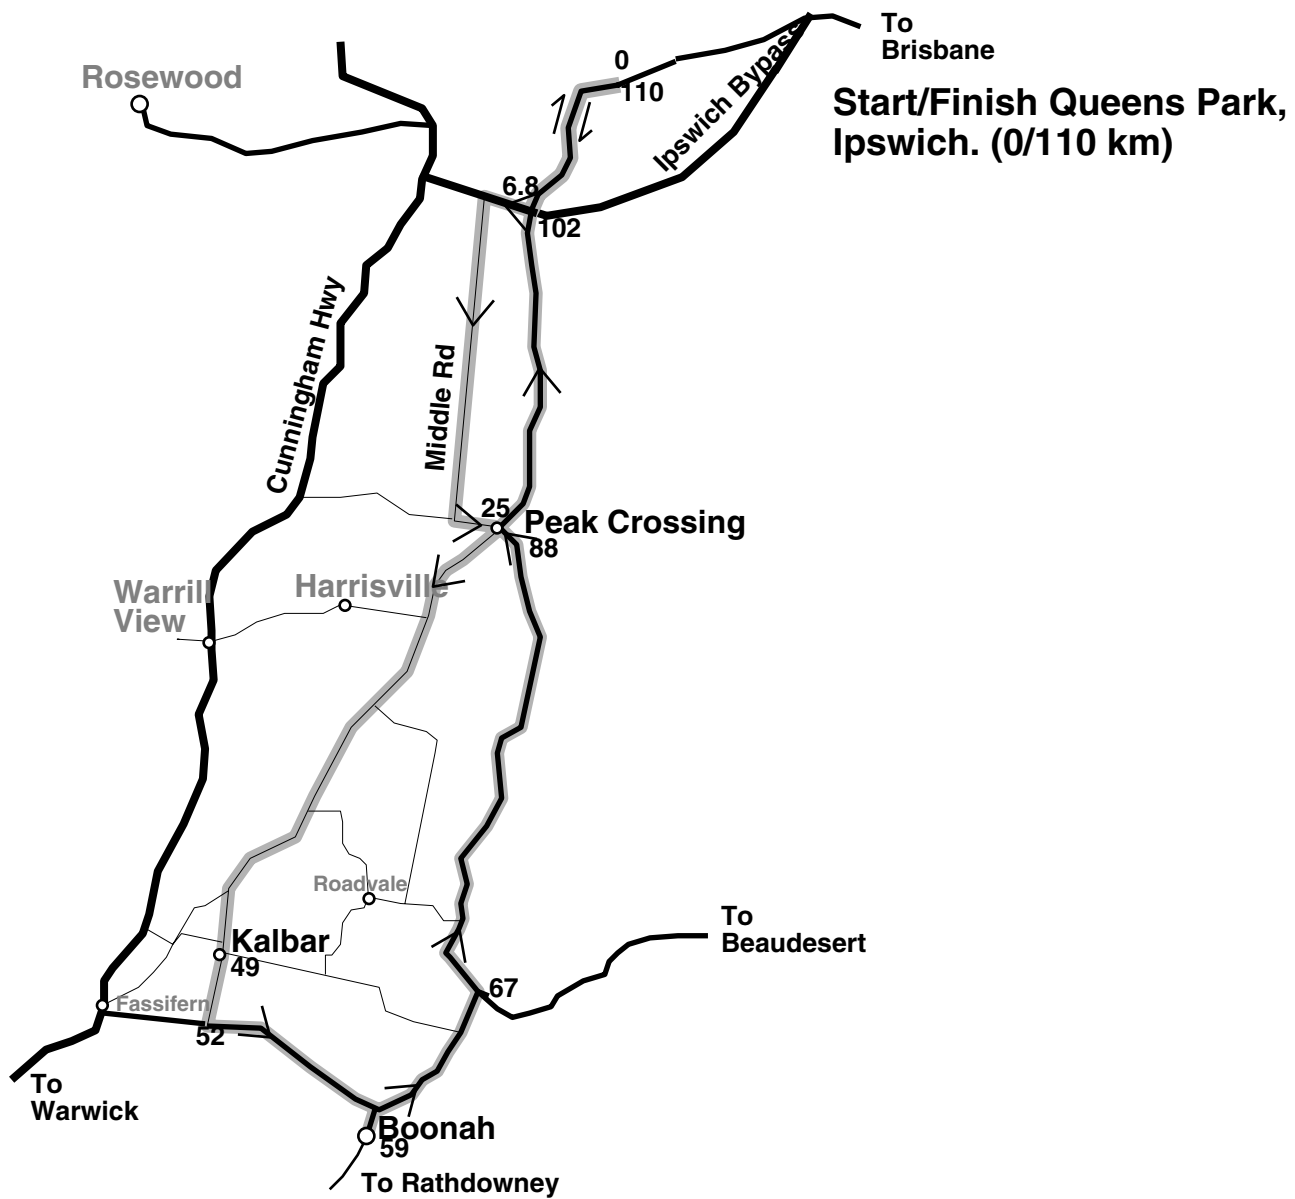 To
Brisbane
0
110
Rosewood
Ipswich Bypass
Start/Finish Queens Park,
Ipswich. (0/110 km)
6.8
102
Cunningham Hwy
Middle Rd
25
Peak Crossing
88
Warrill
View
Harrisville
Roadvale
To
Beaudesert
Kalbar
49
67
Fassifern
52
To
Warwick
Boonah
59
To Rathdowney